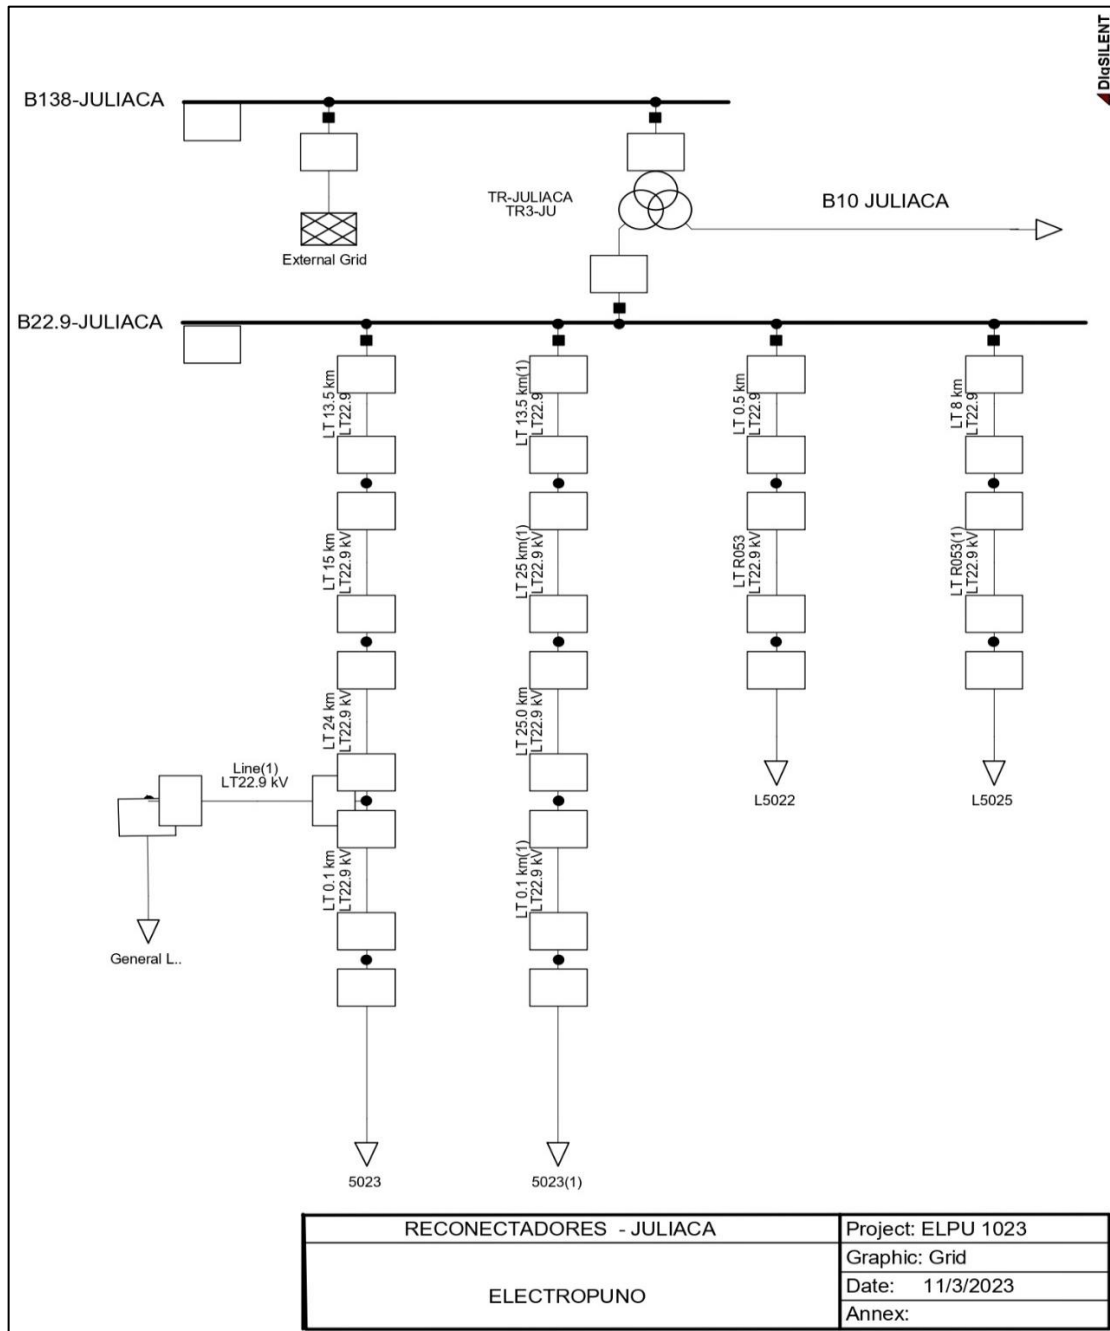 DIgSILENT
B138-JULIACA
TR-JULIACA
TR3-JU
B10 JULIACA
External Grid
B22.9-JULIACA
LT 13.5 km
LT22.9
LT 13.5 km(1)
LT22.9
LT 0.5 km
LT22.9
LT 8 km
LT22.9
LT 15 km
LT22.9 kV
LT 25 km(1)
LT22.9 kV
LT R053
LT22.9 kV
LT R053(1)
LT22.9 kV
LT 24 km
LT22.9 kV
LT 25.0 km
LT22.9 kV
Line(1)
LT22.9 kV
L5022
L5025
LT 0.1 km
LT22.9 kV
LT 0.1 km(1)
LT22.9 kV
General L..
5023
5023(1)
RECONECTADORES - JULIACA
ELECTROPUNO
Project: ELPU 1023
Graphic: Grid
Date: 11/3/2023
Annex: